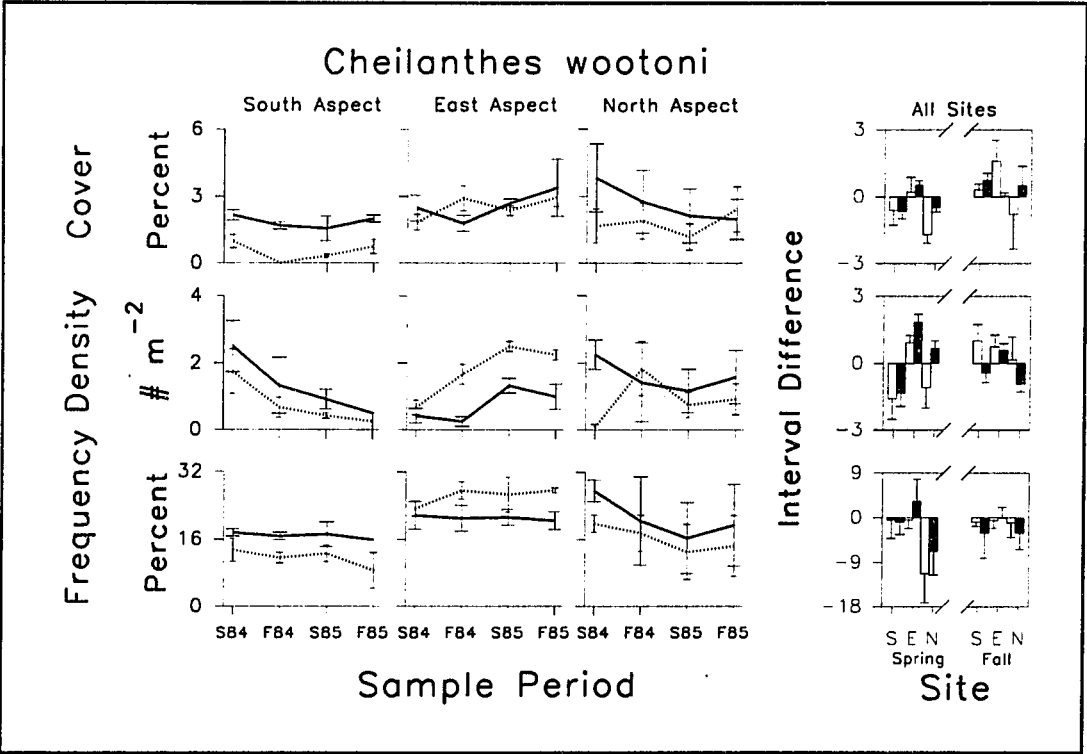 Cheilanthes wootoni
South Aspect East Aspect North Aspect All Sites
Cover
Percent
6
3
0
3
0
-3
Density
# m-2
4
2
0
3
0
-3
Frequency
Percent
32
16
0
9
0
-9
-18
Interval Difference
S84 F84 S85 F85 S84 F84 S85 F85 S84 F84 S85 F85
S E N S E N
Spring Fall
Sample Period
Site